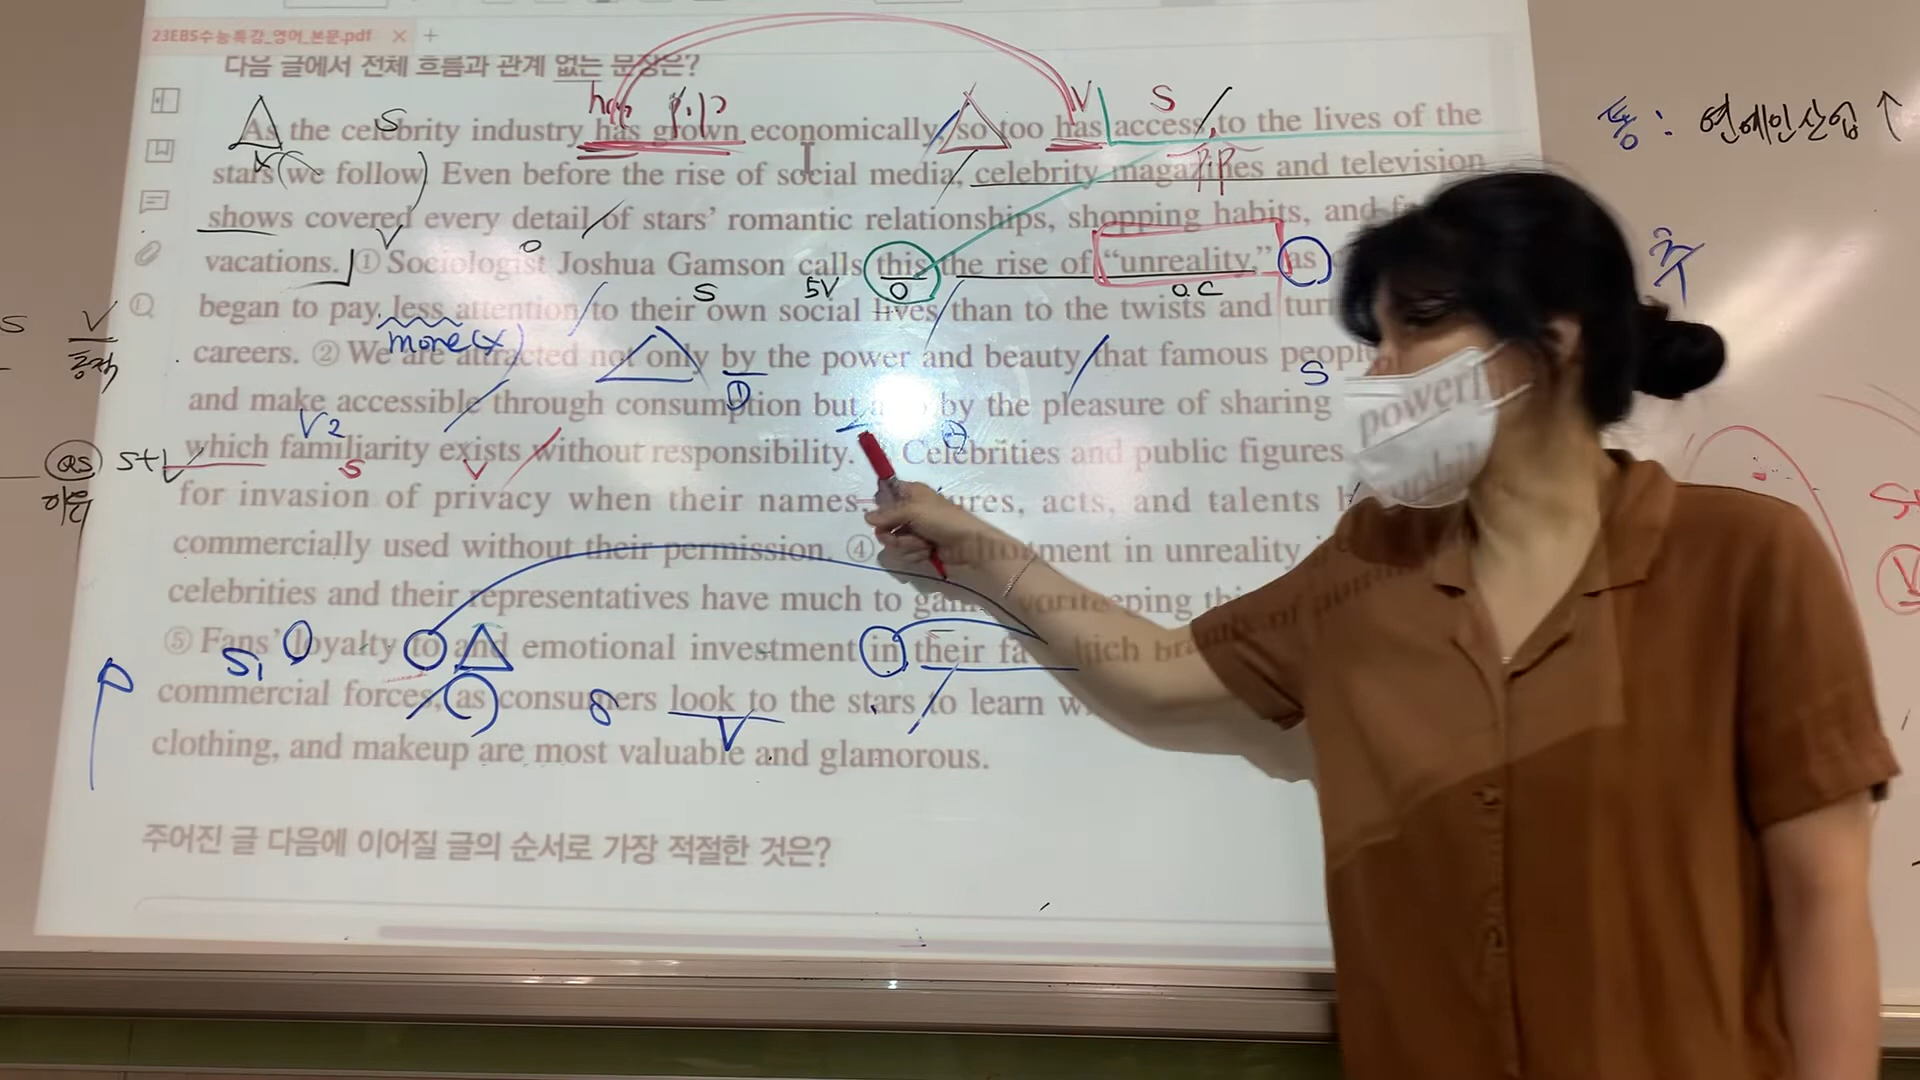 23EBS수능특강_영어_본문.pdf × +
다음 글에서 전체 흐름과 관계 없는 문장은?
has p.p V S
S
As the celebrity industry has grown economically, so too has access to the lives of the
P.P
stars (we follow) Even before the rise of social media, celebrity magazines and television
shows covered every detail of stars' romantic relationships, shopping habits, and
V O
vacations. ① Sociologist Joshua Gamson calls this the rise of "unreality," as
S 5V O O.C
began to pay less attention to their own social lives than to the twists and
more(x)
careers. ② We are attracted not only by the power and beauty that famous
① S
and make accessible through consumption but by the pleasure of sharing
V2 ②
which familiarity exists without responsibility. Celebrities and public figures
S V
for invasion of privacy when their names, acts, and talents
commercially used without their permission. ④ in unreality
celebrities and their representatives have much to
⑤ Fans' loyalty to and emotional investment in their
S1
commercial forces, as consumers look to the stars to learn
S V
clothing, and makeup are most valuable and glamorous.
주어진 글 다음에 이어질 글의 순서로 가장 적절한 것은?
S V
as S+V
이유
P
통: 연예인산업 ↑
powerf